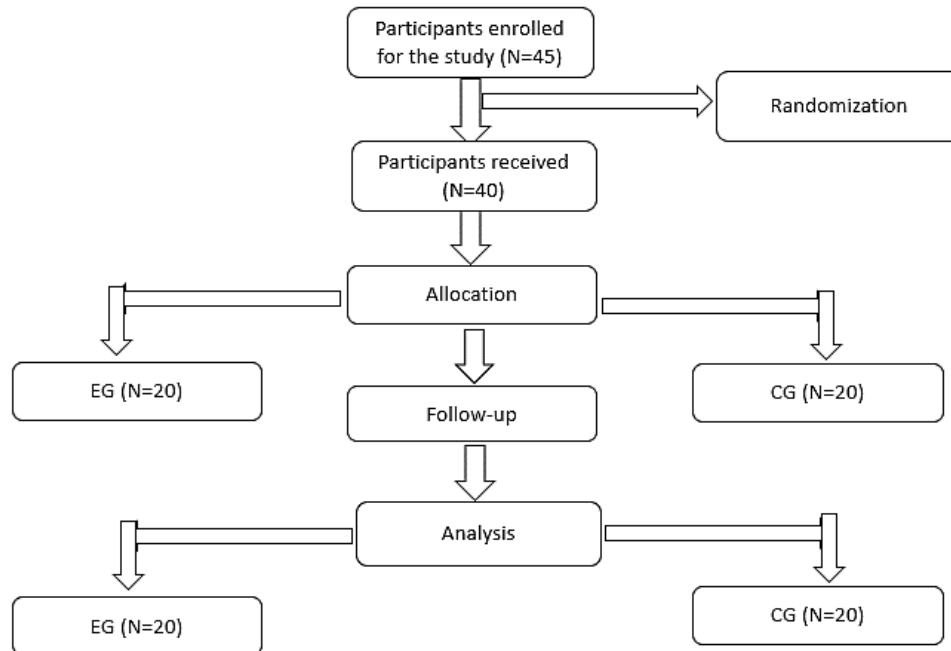 Participants enrolled
for the study (N=45)
Randomization
Participants received
(N=40)
Allocation
EG (N=20)
CG (N=20)
Follow-up
Analysis
EG (N=20)
CG (N=20)